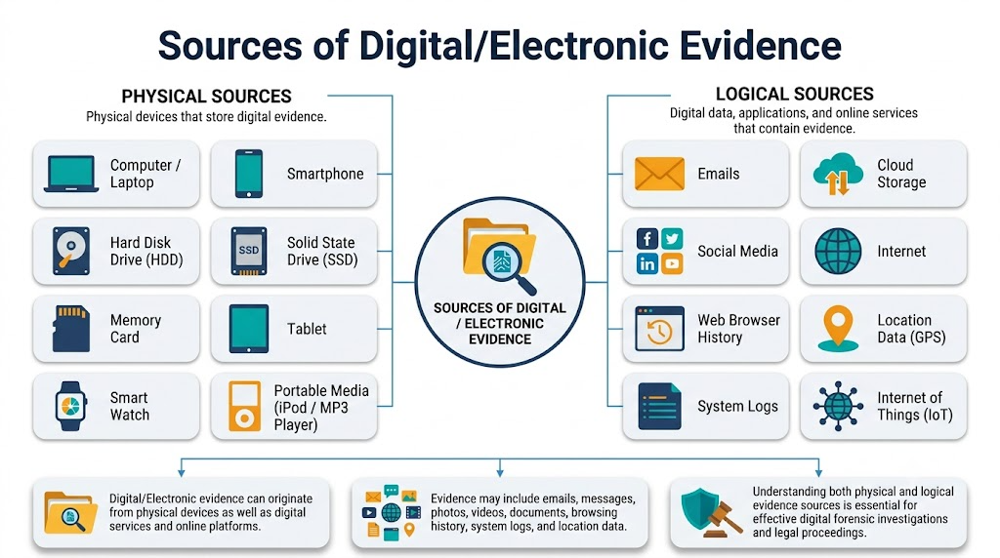 Sources of Digital/Electronic Evidence
PHYSICAL SOURCES
Physical devices that store digital evidence.
Computer /
Laptop
Smartphone
Hard Disk
Drive (HDD)
SSD
Solid State
Drive (SSD)
Memory
Card
Tablet
Smart
Watch
Portable Media
(iPod / MP3
Player)
SOURCES OF DIGITAL
/ ELECTRONIC
EVIDENCE
LOGICAL SOURCES
Digital data, applications, and online services
that contain evidence.
Emails
Cloud
Storage
f
in
Social Media
Internet
Web Browser
History
Location
Data (GPS)
System Logs
Internet of
Things (IoT)
Digital/Electronic evidence can originate
from physical devices as well as digital
services and online platforms.
Evidence may include emails, messages,
photos, videos, documents, browsing
history, system logs, and location data.
Understanding both physical and logical
evidence sources is essential for
effective digital forensic investigations
and legal proceedings.